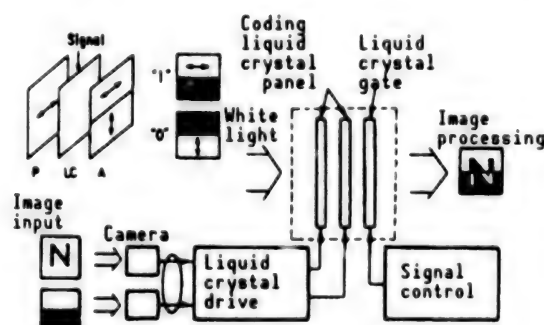 Signal
"1"
"0"
P LC A
Coding
liquid
crystal
panel
Liquid
crystal
gate
White
light
Image
processing
N
Image
input
N
Camera
Liquid
crystal
drive
Signal
control